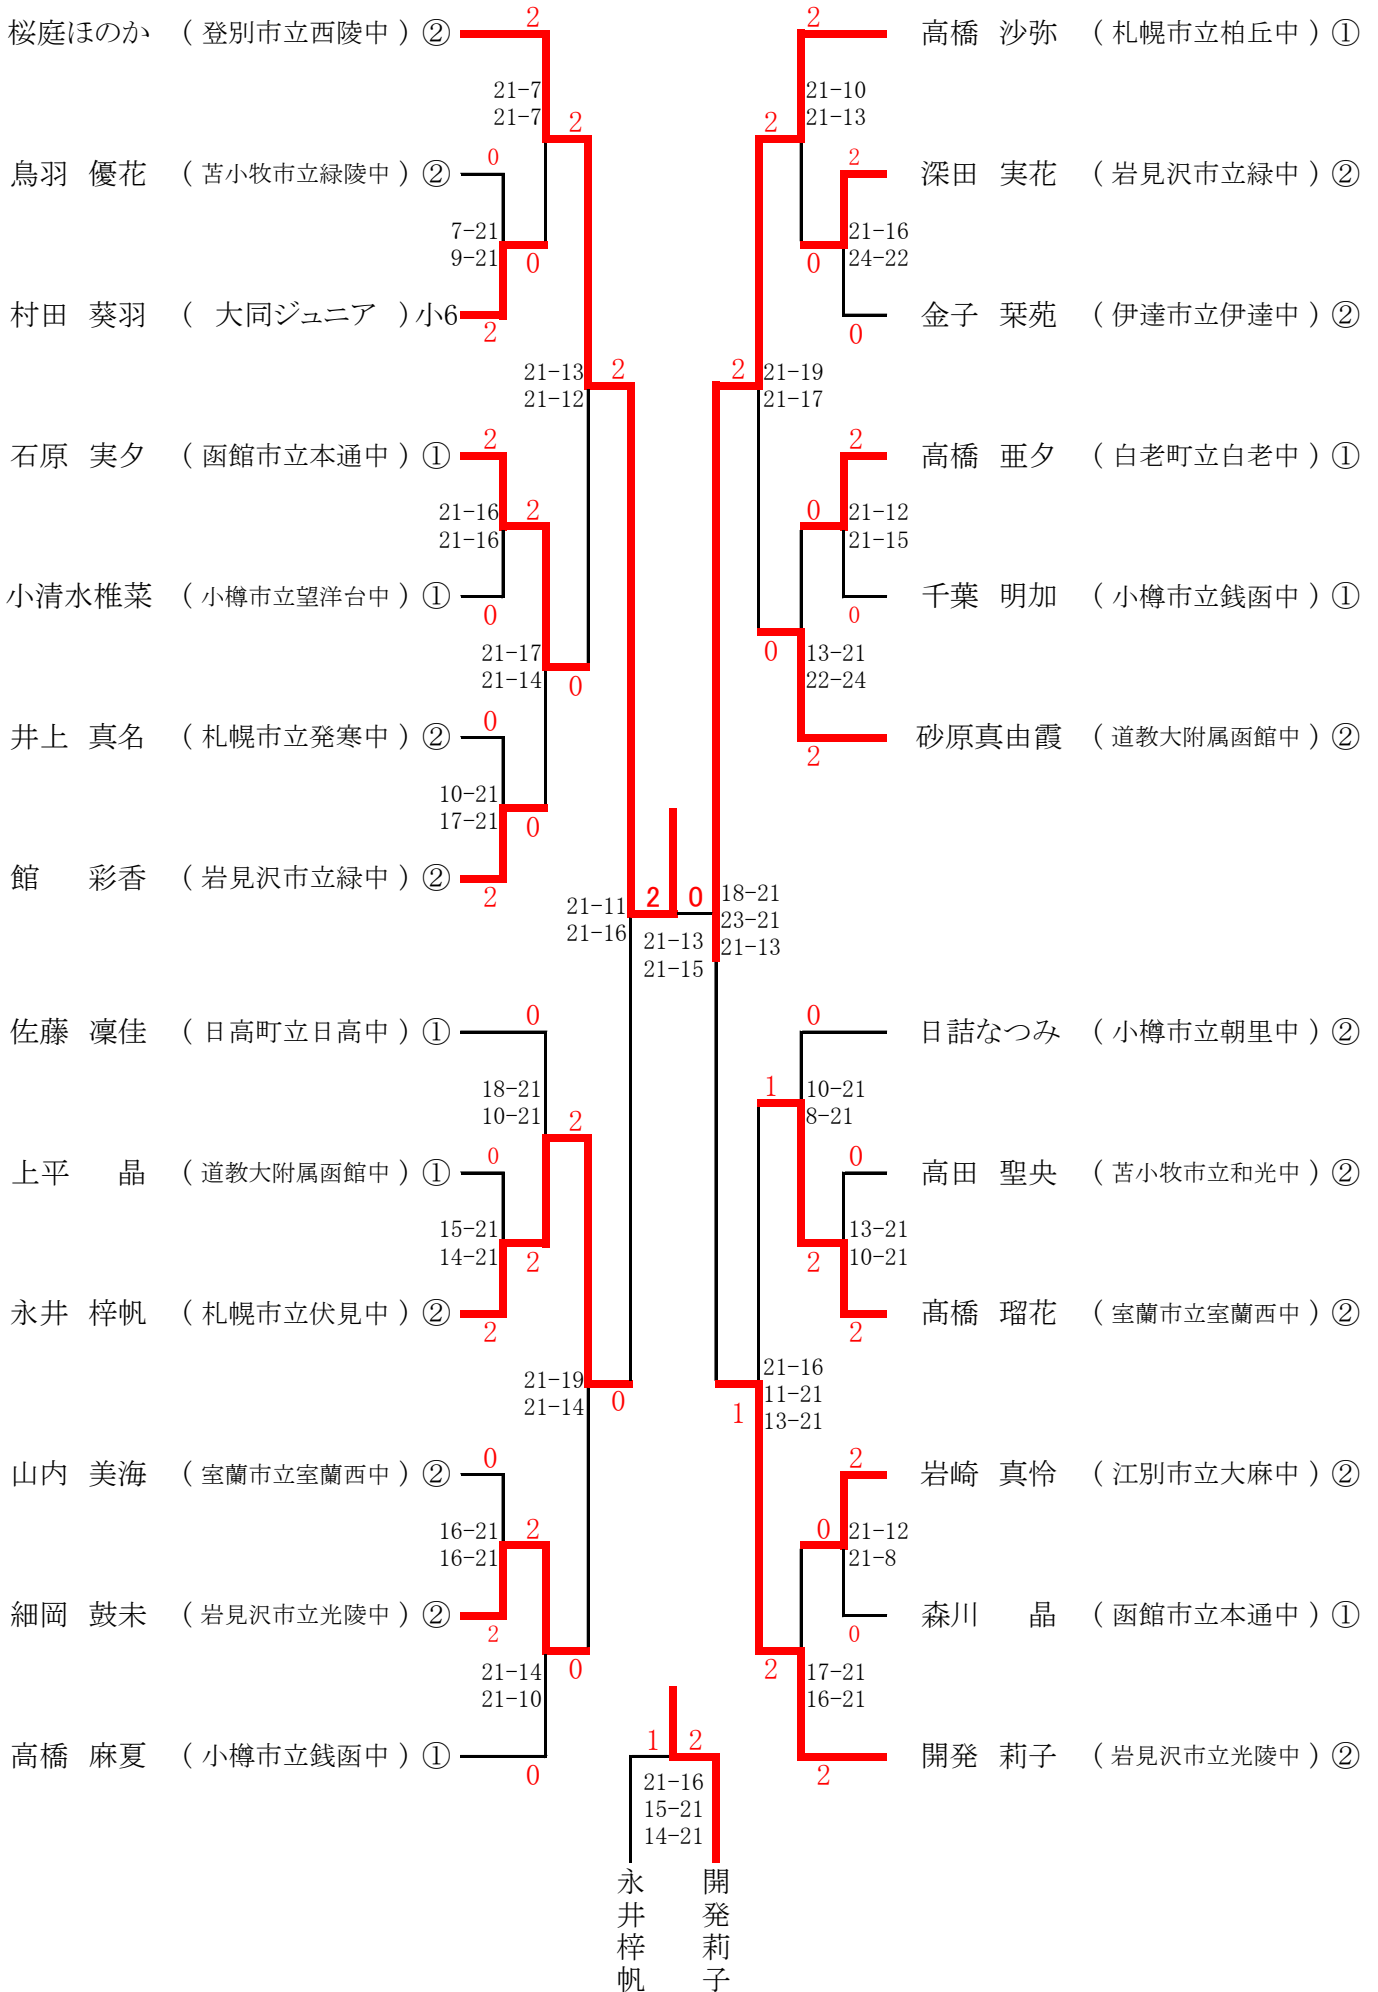 桜庭ほのか （ 登別市立西陵中 ） ② 2 2 高橋 沙弥 （ 札幌市立柏丘中 ） ①
21-7 21-10
21-7 2 2 21-13
鳥羽 優花 （ 苫小牧市立緑陵中 ） ② 0 2 深田 実花 （ 岩見沢市立緑中 ） ②
7-21 21-16
9-21 0 0 24-22
村田 葵羽 （ 大同ジュニア ） 小6 2 0 金子 栞苑 （ 伊達市立伊達中 ） ②
21-13 2 2 21-19
21-12 21-17
石原 実夕 （ 函館市立本通中 ） ① 2 2 高橋 亜夕 （ 白老町立白老中 ） ①
21-16 2 0 21-12
21-16 21-15
小清水椎菜 （ 小樽市立望洋台中 ） ① 0 0 千葉 明加 （ 小樽市立銭函中 ） ①
21-17 0 13-21
21-14 0 22-24
井上 真名 （ 札幌市立発寒中 ） ② 0 2 砂原真由霞 （ 道教大附属函館中 ） ②
10-21
17-21 0
館 彩香 （ 岩見沢市立緑中 ） ② 2
21-11 2 0 18-21
21-16 23-21
21-13 21-13
21-15
佐藤 凜佳 （ 日高町立日高中 ） ① 0 0 日詰なつみ （ 小樽市立朝里中 ） ②
18-21 1 10-21
10-21 2 8-21
上平 晶 （ 道教大附属函館中 ） ① 0 0 高田 聖央 （ 苫小牧市立和光中 ） ②
15-21 13-21
14-21 2 2 10-21
永井 梓帆 （ 札幌市立伏見中 ） ② 2 2 髙橋 瑠花 （ 室蘭市立室蘭西中 ） ②
21-19 21-16
21-14 0 1 11-21
13-21
山内 美海 （ 室蘭市立室蘭西中 ） ② 0 2 岩崎 真怜 （ 江別市立大麻中 ） ②
16-21 2 0 21-12
16-21 21-8
細岡 鼓未 （ 岩見沢市立光陵中 ） ② 2 0 森川 晶 （ 函館市立本通中 ） ①
21-14 0 2 17-21
21-10 16-21
高橋 麻夏 （ 小樽市立銭函中 ） ① 0 1 2 2 開発 莉子 （ 岩見沢市立光陵中 ） ②
21-16
15-21
14-21
永井梓帆
開発莉子